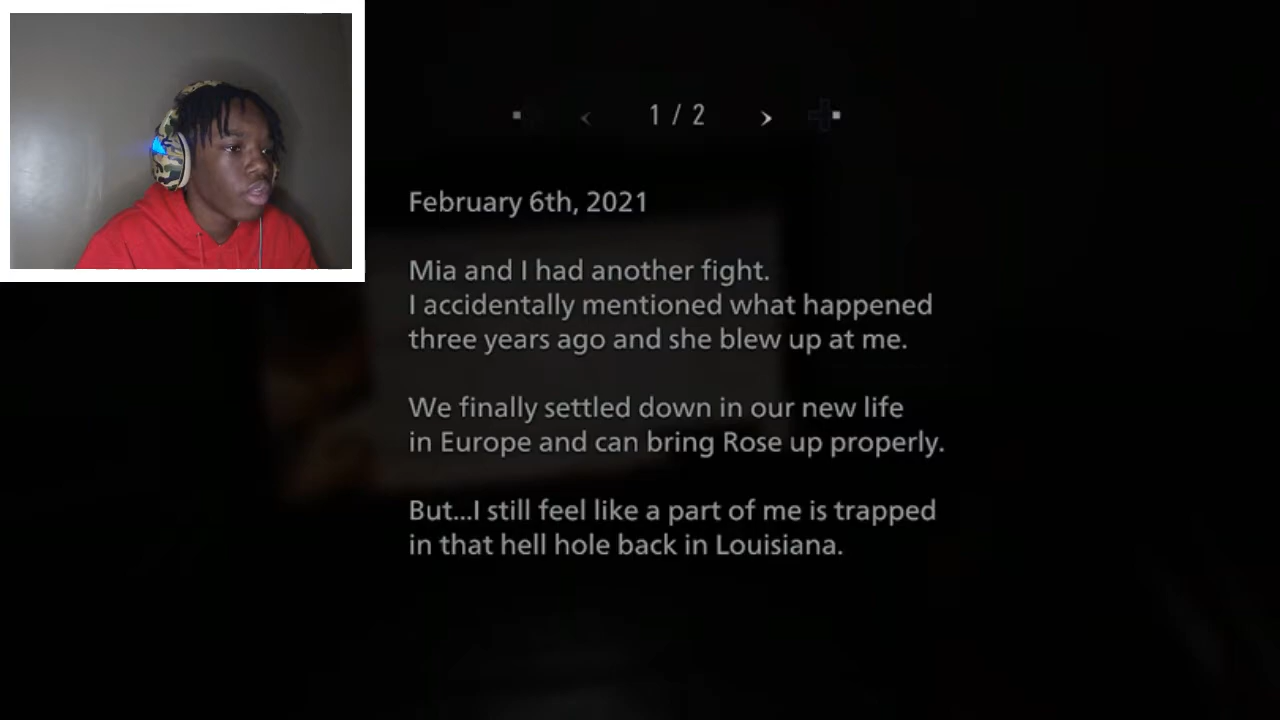 1 / 2
February 6th, 2021
Mia and I had another fight.
I accidentally mentioned what happened
three years ago and she blew up at me.
We finally settled down in our new life
in Europe and can bring Rose up properly.
But...I still feel like a part of me is trapped
in that hell hole back in Louisiana.